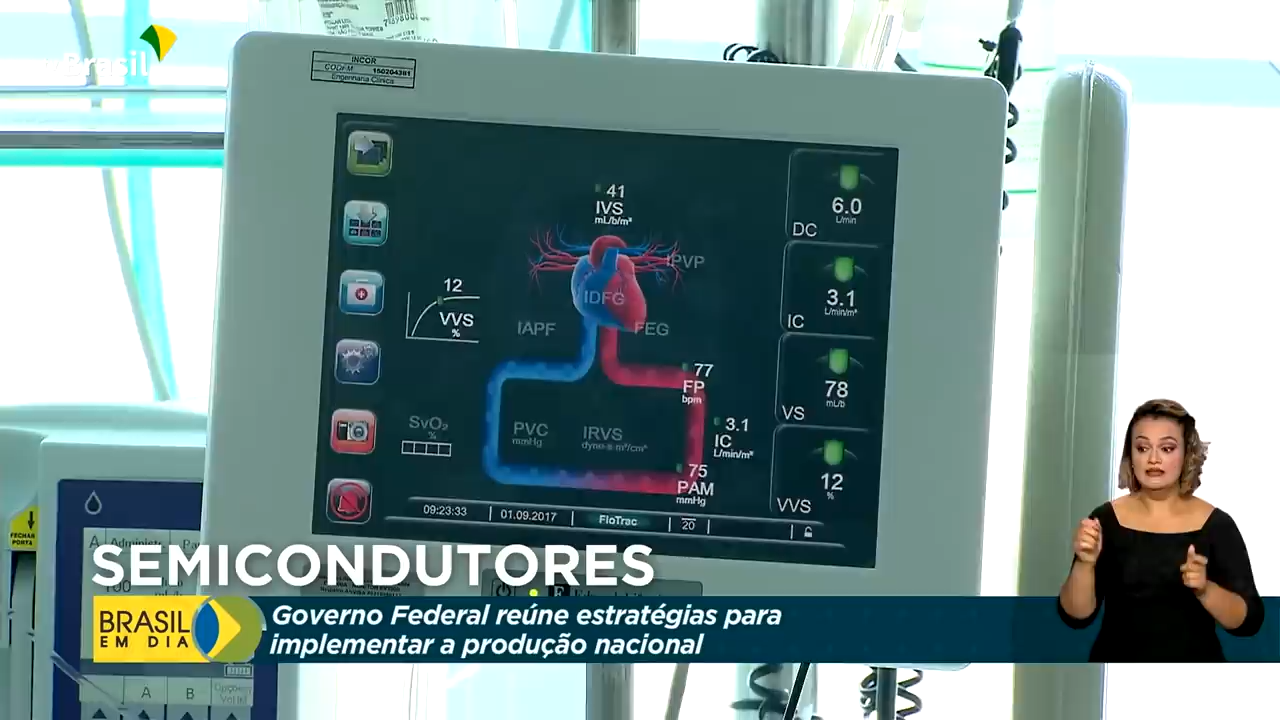 Brasil
INCOR
150204381
Engenharia Clínica
41
IVS
mL/b/m²
IPVP
IDFG
IAPF
FEG
12
VVS
%
77
FP
bpm
SvO₂
%
PVC
mmHg
IRVS
3.1
IC
L/min/m²
75
PAM
mmHg
6.0
L/min
DC
3.1
L/min/m²
IC
78
mL/b
VS
12
%
VVS
09:23:33
01.09.2017
FloTrac
20
FECHAR
PORTA
A
B
SEMICONDUTORES
BRASIL
EM DIA
Governo Federal reúne estratégias para
implementar a produção nacional